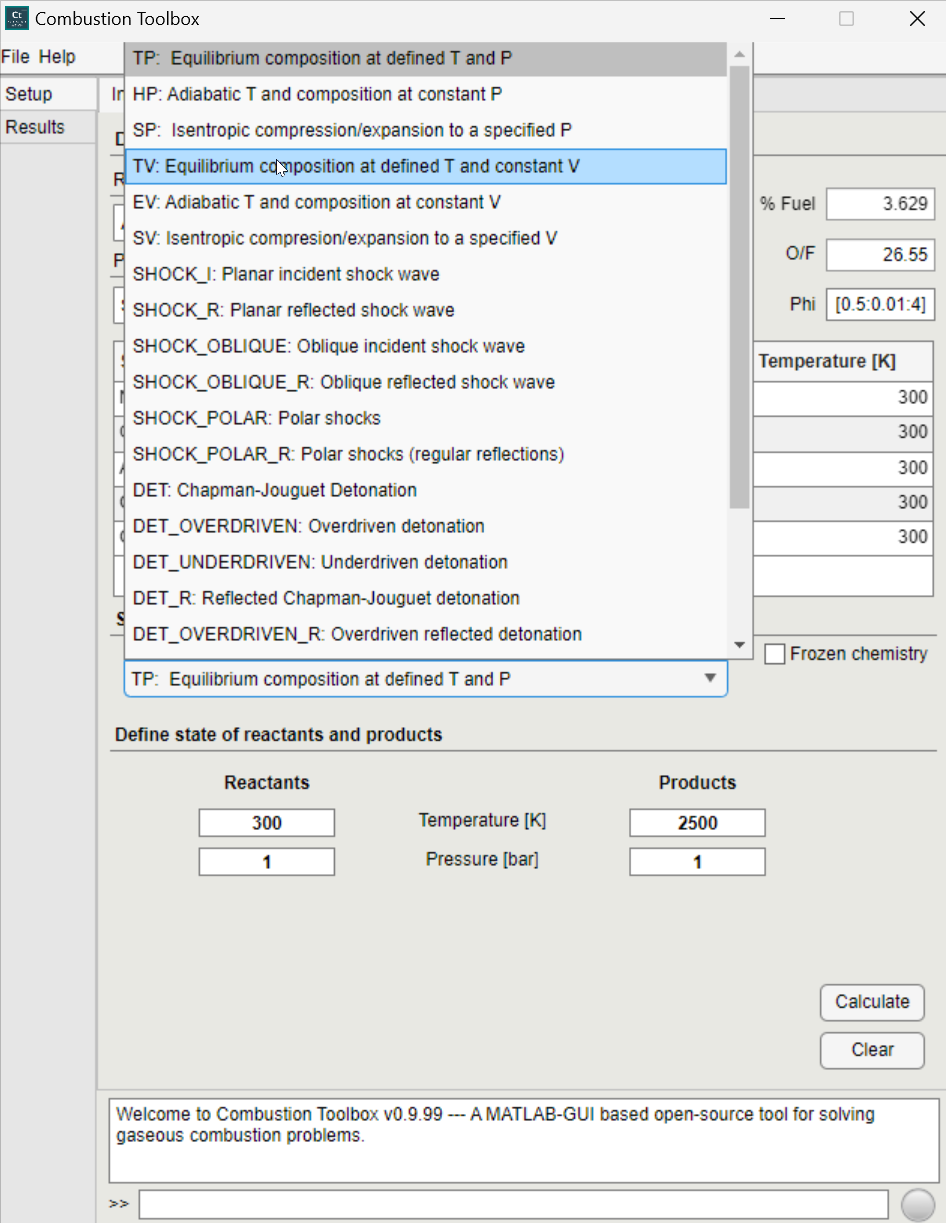 Ct Combustion Toolbox
File Help
Setup
Results
TP: Equilibrium composition at defined T and P
HP: Adiabatic T and composition at constant P
SP: Isentropic compression/expansion to a specified P
TV: Equilibrium composition at defined T and constant V
EV: Adiabatic T and composition at constant V
SV: Isentropic compresion/expansion to a specified V
SHOCK_I: Planar incident shock wave
SHOCK_R: Planar reflected shock wave
SHOCK_OBLIQUE: Oblique incident shock wave
SHOCK_OBLIQUE_R: Oblique reflected shock wave
SHOCK_POLAR: Polar shocks
SHOCK_POLAR_R: Polar shocks (regular reflections)
DET: Chapman-Jouguet Detonation
DET_OVERDRIVEN: Overdriven detonation
DET_UNDERDRIVEN: Underdriven detonation
DET_R: Reflected Chapman-Jouguet detonation
DET_OVERDRIVEN_R: Overdriven reflected detonation
% Fuel 3.629
O/F 26.55
Phi [0.5:0.01:4]
Temperature [K]
300
300
300
300
300
Frozen chemistry
TP: Equilibrium composition at defined T and P
Define state of reactants and products
Reactants Products
300 Temperature [K] 2500
1 Pressure [bar] 1
Calculate
Clear
Welcome to Combustion Toolbox v0.9.99 --- A MATLAB-GUI based open-source tool for solving
gaseous combustion problems.
>>